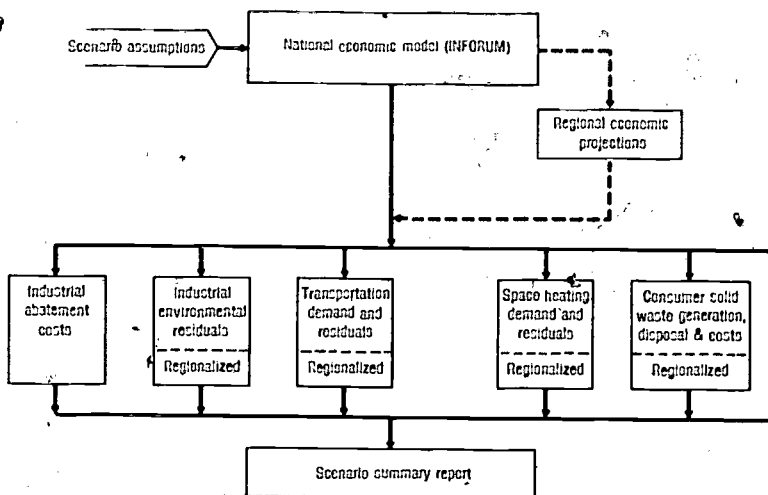 Scenario assumptions
National economic model (INFORUM)
Regional economic
projections
Industrial
abatement
costs
Industrial
environmental
residuals
Regionalized
Transportation
demand and
residuals
Regionalized
Space heating
demand and
residuals
Regionalized
Consumer solid
waste generation,
disposal & costs
Regionalized
Scenario summary report